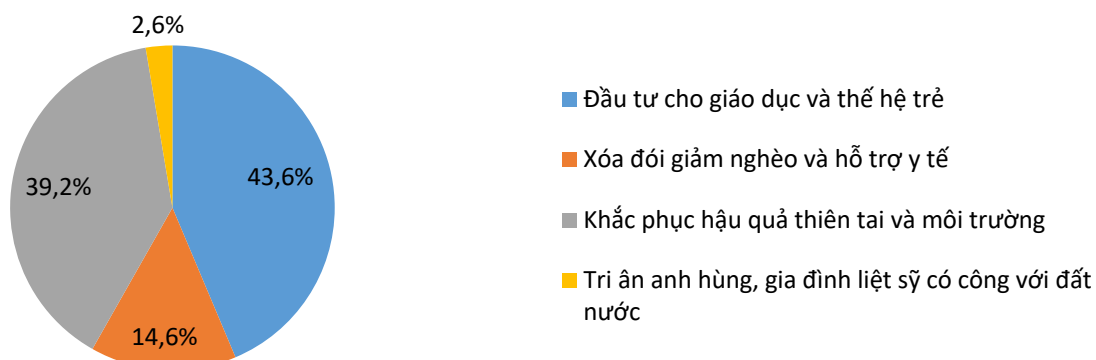 2,6%
43,6%
39,2%
14,6%
Đầu tư cho giáo dục và thế hệ trẻ
Xóa đói giảm nghèo và hỗ trợ y tế
Khắc phục hậu quả thiên tai và môi trường
Tri ân anh hùng, gia đình liệt sỹ có công với đất
nước